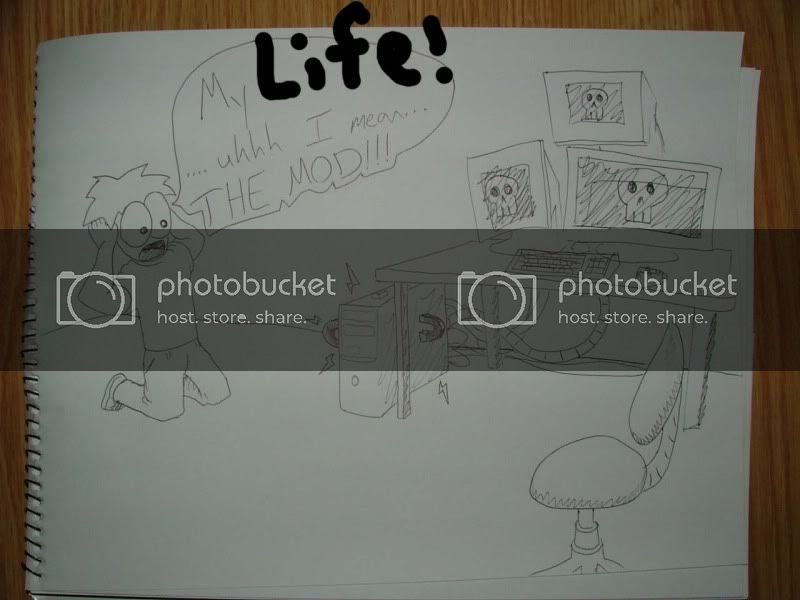 My Life!
.... uhhh I mean...
THE MOD!!!
photobucket photobucket
host. store. share. host. store. share.